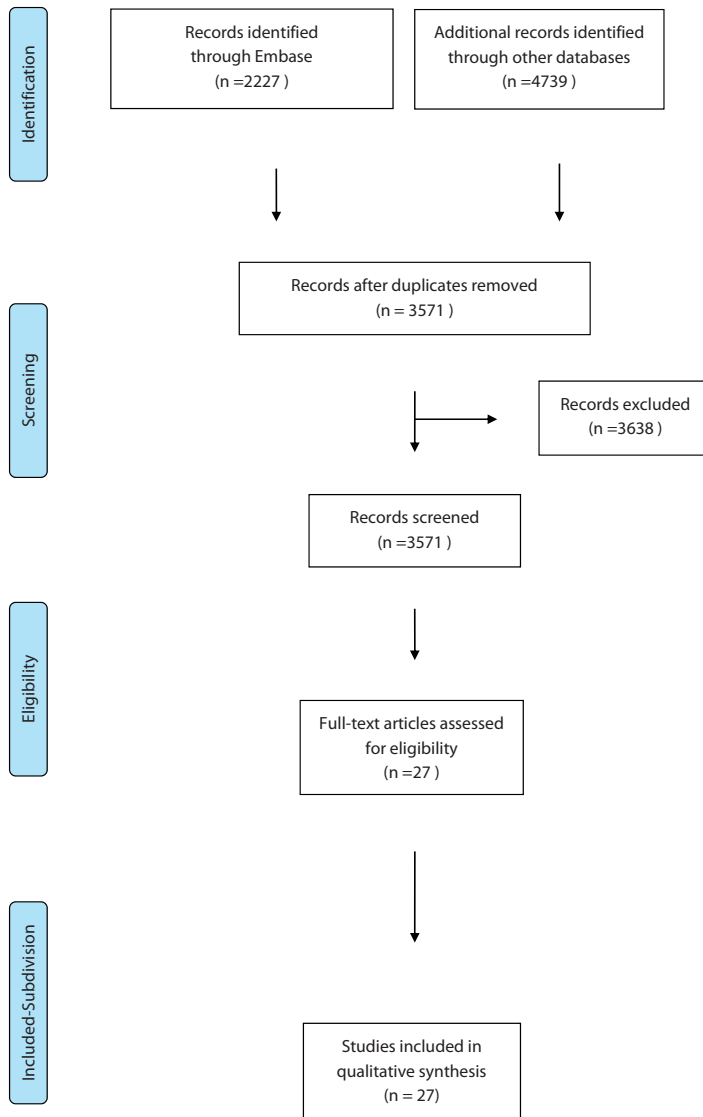 Identification
Records identified
through Embase
(n =2227 )
Additional records identified
through other databases
(n =4739 )
Records after duplicates removed
(n = 3571 )
Screening
Records excluded
(n =3638 )
Records screened
(n =3571 )
Eligibility
Full-text articles assessed
for eligibility
(n =27 )
Included-Subdivision
Studies included in
qualitative synthesis
(n = 27)